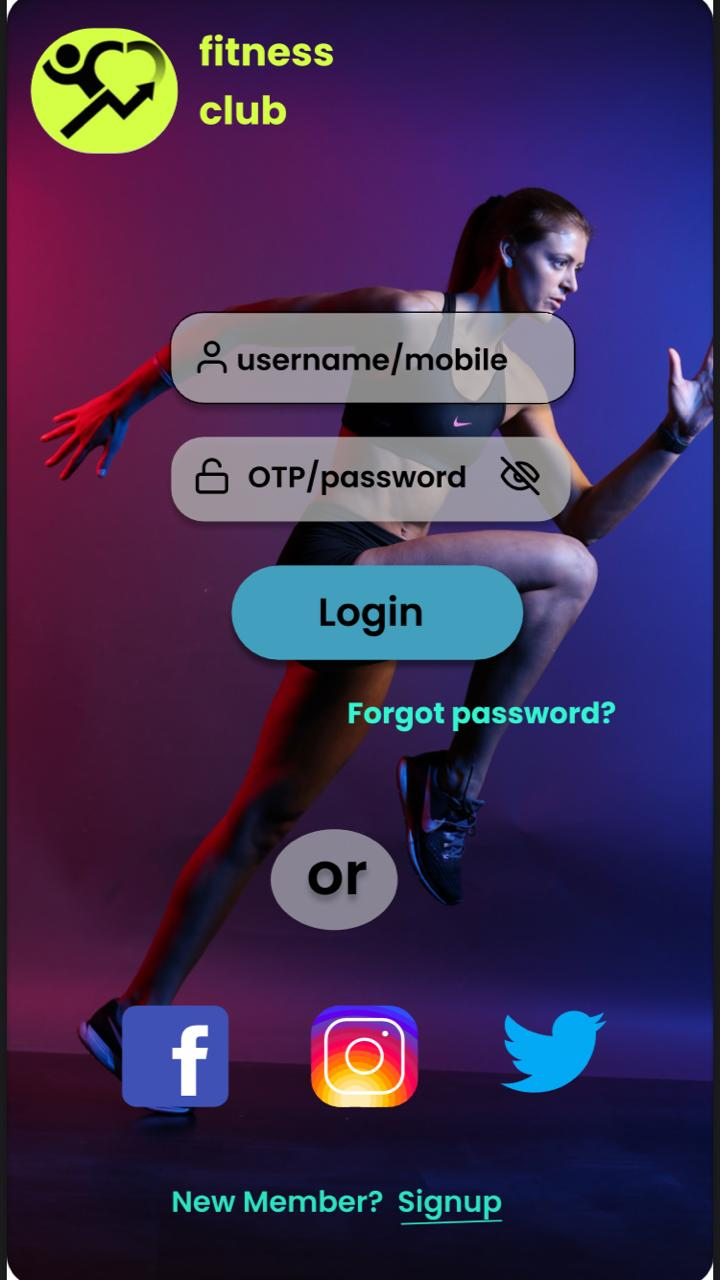 fitness
club
username/mobile
OTP/password
Login
Forgot password?
or
f
New Member? Signup